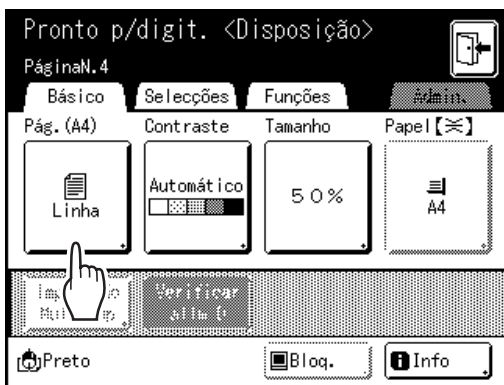 Pronto p/digit. <Disposição>
PáginaN.4
Básico Selecções Funções Admin.
Pág.(A4) Contraste Tamanho Papel【≍】
Linha Automático 50% A4
Verificar
Preto Bloq. Info